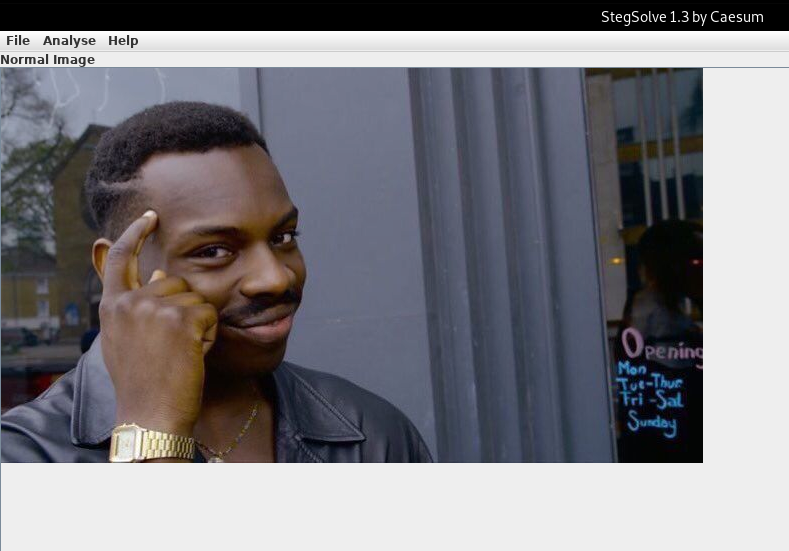 StegSolve 1.3 by Caesum
File Analyse Help
Normal Image
Opening
Mon
Tue-Thur
Fri -Sat
Sunday